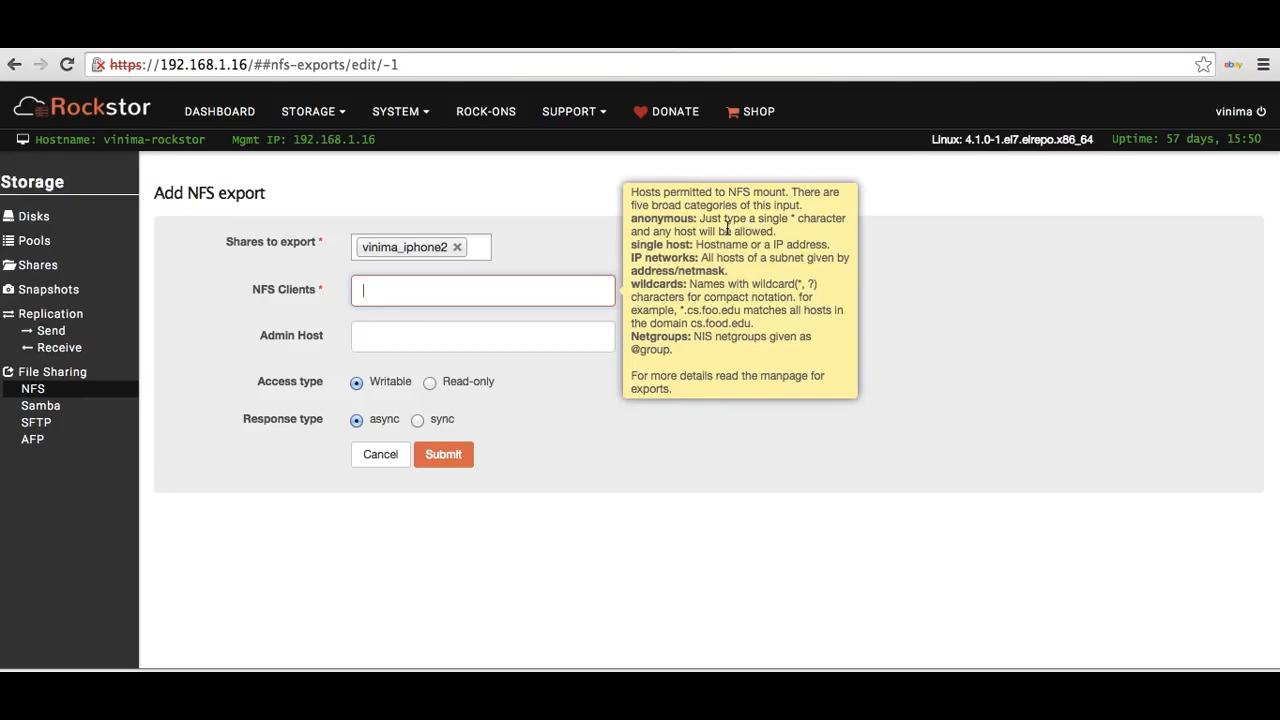 https://192.168.1.16/##nfs-exports/edit/-1
ebay
Rockstor
DASHBOARD STORAGE SYSTEM ROCK-ONS SUPPORT DONATE SHOP vinima
Hostname: vinima-rockstor Mgmt IP: 192.168.1.16 Linux: 4.1.0-1.el7.elrepo.x86_64 Uptime: 57 days, 15:50
Storage
Disks
Pools
Shares
Snapshots
Replication
Send
Receive
File Sharing
NFS
Samba
SFTP
AFP
Add NFS export
Shares to export * vinima_iphone2
NFS Clients *
Admin Host
Access type Writable Read-only
Response type async sync
Cancel Submit
Hosts permitted to NFS mount. There are
five broad categories of this input.
anonymous: Just type a single * character
and any host will be allowed.
single host: Hostname or a IP address.
IP networks: All hosts of a subnet given by
address/netmask.
wildcards: Names with wildcard(*, ?)
characters for compact notation. for
example, *.cs.foo.edu matches all hosts in
the domain cs.food.edu.
Netgroups: NIS netgroups given as
@group.
For more details read the manpage for
exports.